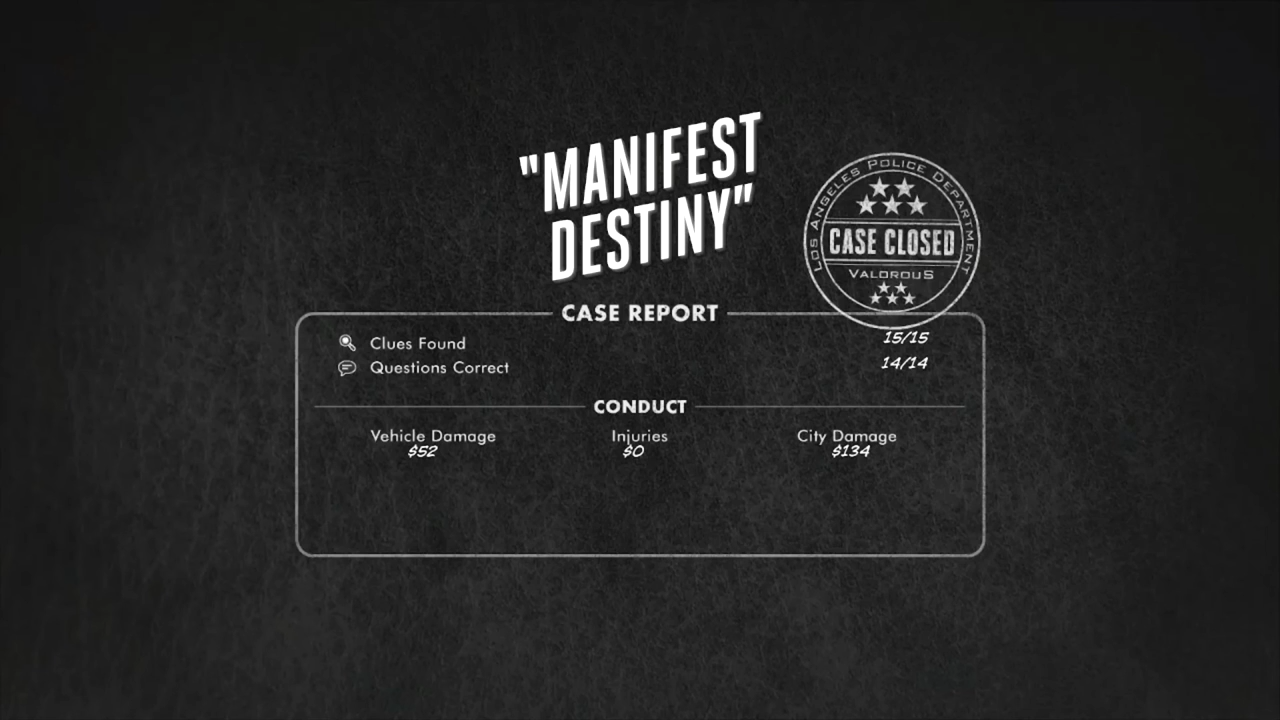 "MANIFEST
DESTINY"
LOS ANGELES POLICE DEPARTMENT
CASE CLOSED
VALOROUS
CASE REPORT
Clues Found 15/15
Questions Correct 14/14
CONDUCT
Vehicle Damage Injuries City Damage
$52 $0 $134